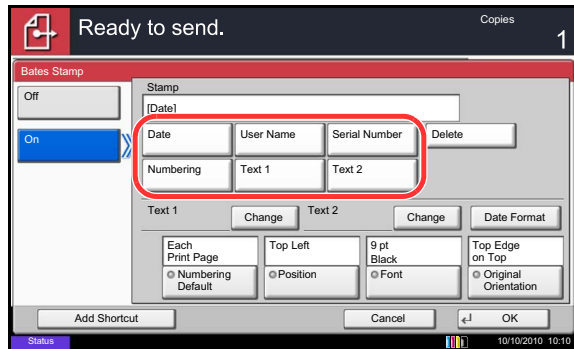 Ready to send.
Copies
1
Bates Stamp
Off
On
Stamp
[Date]
Date
User Name
Serial Number
Delete
Numbering
Text 1
Text 2
Text 1
Change
Text 2
Change
Date Format
Each
Print Page
Top Left
9 pt
Black
Top Edge
on Top
Numbering
Default
Position
Font
Original
Orientation
Add Shortcut
Cancel
OK
Status
10/10/2010 10:10